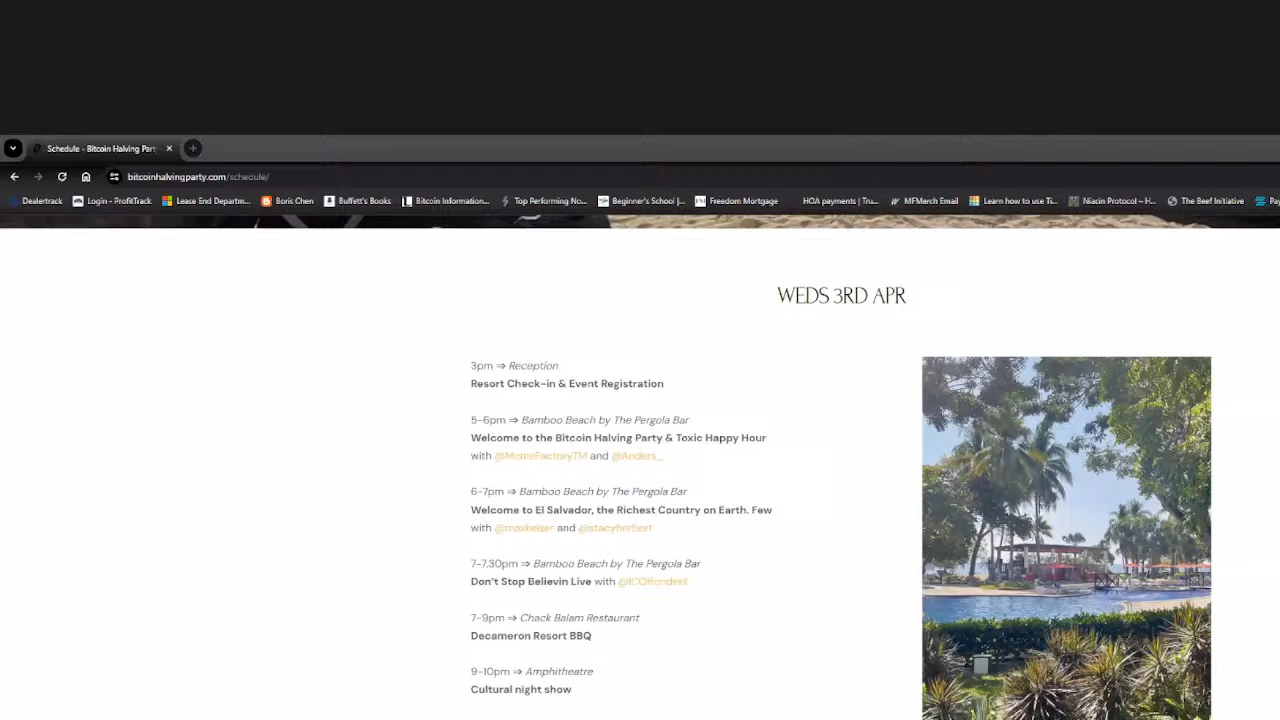 Schedule - Bitcoin Halving Part
bitcoinhalvingparty.com/schedule/
Dealertrack Login - ProfitTrack Lease End Departm... Boris Chen Buffett's Books Bitcoin Information... Top Performing No... Beginner's School |... Freedom Mortgage HOA payments | Tru... MFMerch Email Learn how to use Ti... Niacin Protocol – H... The Beef Initiative Pay
WEDS 3RD APR
3pm ⇒ Reception
Resort Check-in & Event Registration
5-6pm ⇒ Bamboo Beach by The Pergola Bar
Welcome to the Bitcoin Halving Party & Toxic Happy Hour
with @MemeFactoryTM and @Anders_
6-7pm ⇒ Bamboo Beach by The Pergola Bar
Welcome to El Salvador, the Richest Country on Earth. Few
with @maxkeiser and @stacyherbert
7-7.30pm ⇒ Bamboo Beach by The Pergola Bar
Don't Stop Believin Live with
7-9pm ⇒ Chack Balam Restaurant
Decameron Resort BBQ
9-10pm ⇒ Amphitheatre
Cultural night show